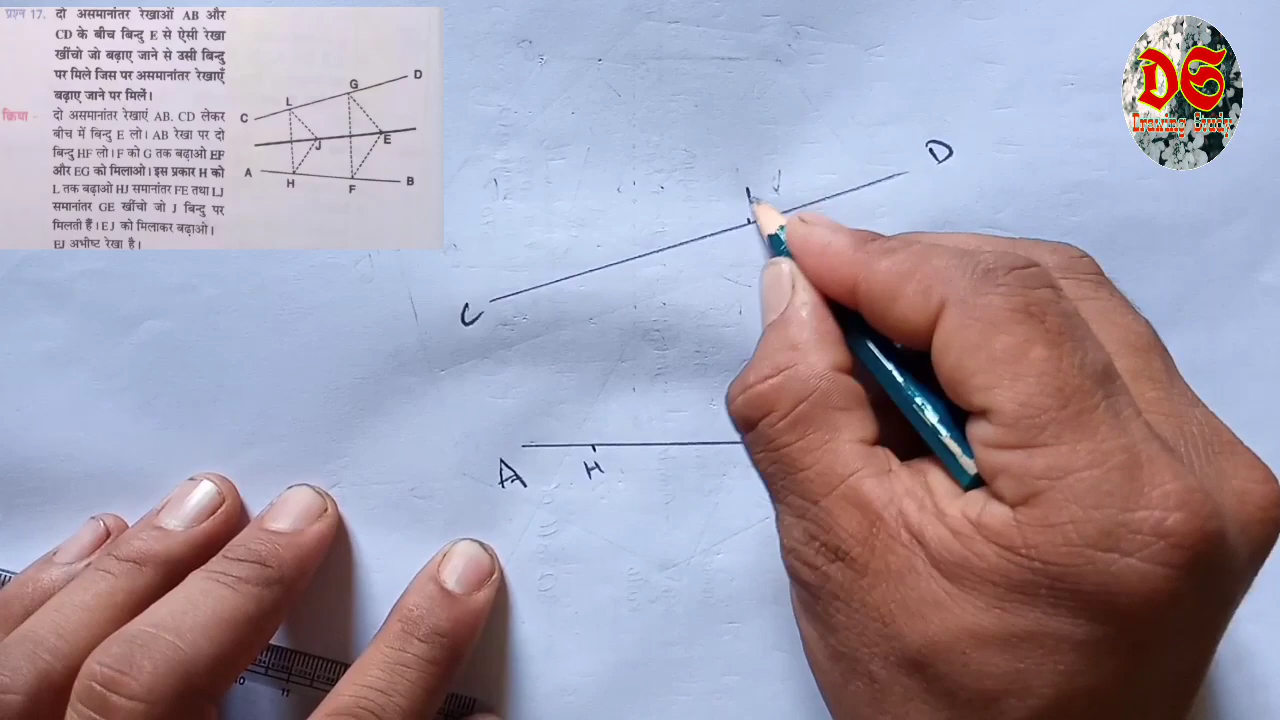 प्रश्न 17. दो असमानांतर रेखाओं AB और
CD के बीच बिन्दु E से ऐसी रेखा
खींचो जो बढ़ाए जाने से उसी बिन्दु
पर मिले जिस पर असमानांतर रेखाएँ
बढ़ाए जाने पर मिलें।
क्रिया - दो असमानांतर रेखाएं AB. CD लेकर
बीच में बिन्दु E लो। AB रेखा पर दो
बिन्दु HF लो। F को G तक बढ़ाओ EF
और EG को मिलाओ। इस प्रकार H को
L तक बढ़ाओ HJ समानांतर FE तथा LJ
समानांतर GE खींचो जो J बिन्दु पर
मिलती हैं। EJ को मिलाकर बढ़ाओ।
EJ अभीष्ट रेखा है।
D
G
L
C
J
E
A
H
F
B
DS
Drawing Study
D
C
A
H
10
11